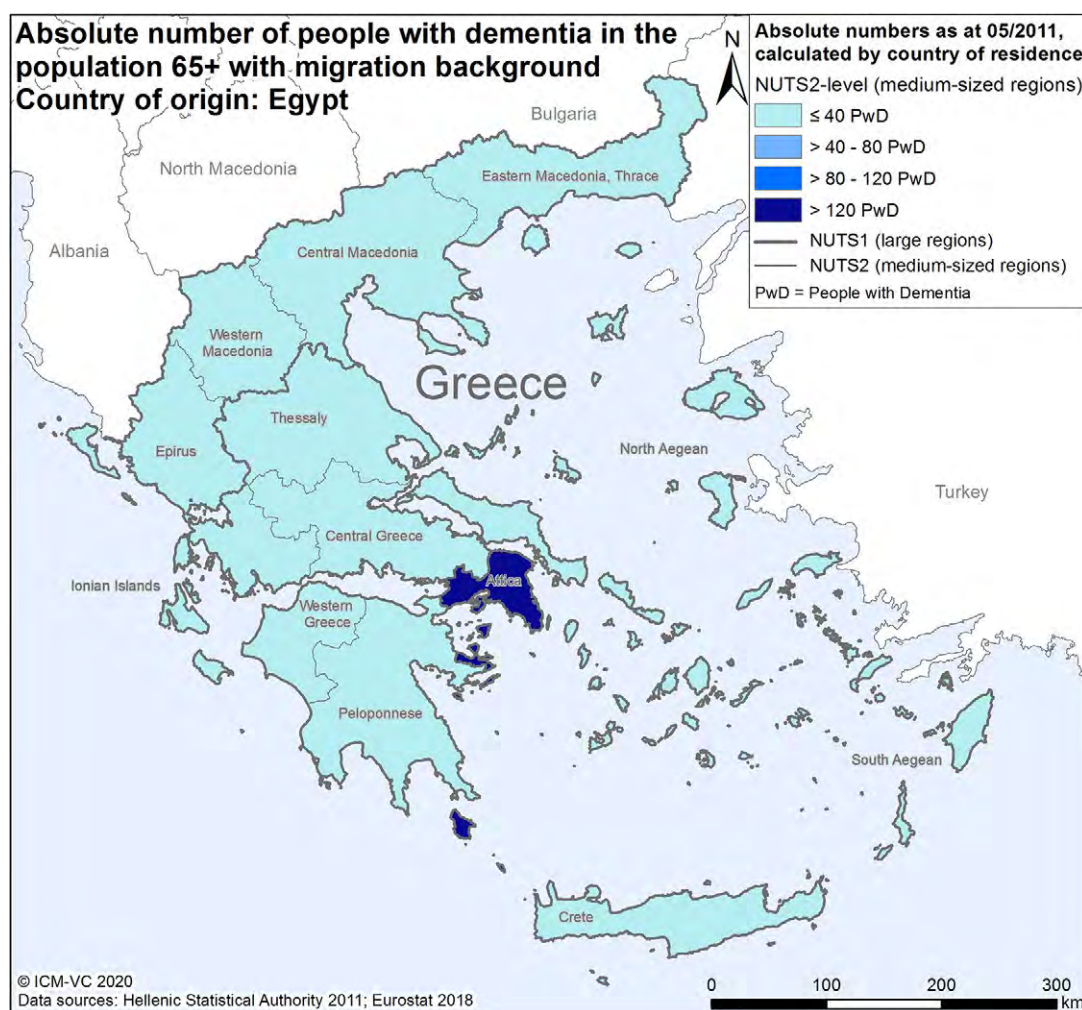 Absolute number of people with dementia in the
population 65+ with migration background
Country of origin: Egypt
N
Absolute numbers as at 05/2011,
calculated by country of residence
NUTS2-level (medium-sized regions)
≤ 40 PwD
> 40 - 80 PwD
> 80 - 120 PwD
> 120 PwD
NUTS1 (large regions)
NUTS2 (medium-sized regions)
PwD = People with Dementia
Bulgaria
North Macedonia
Albania
Eastern Macedonia, Thrace
Central Macedonia
Western
Macedonia
Greece
Thessaly
Epirus
North Aegean
Turkey
Central Greece
Ionian Islands
Attica
Western
Greece
Peloponnese
South Aegean
Crete
© ICM-VC 2020
Data sources: Hellenic Statistical Authority 2011; Eurostat 2018
0 100 200 300
km